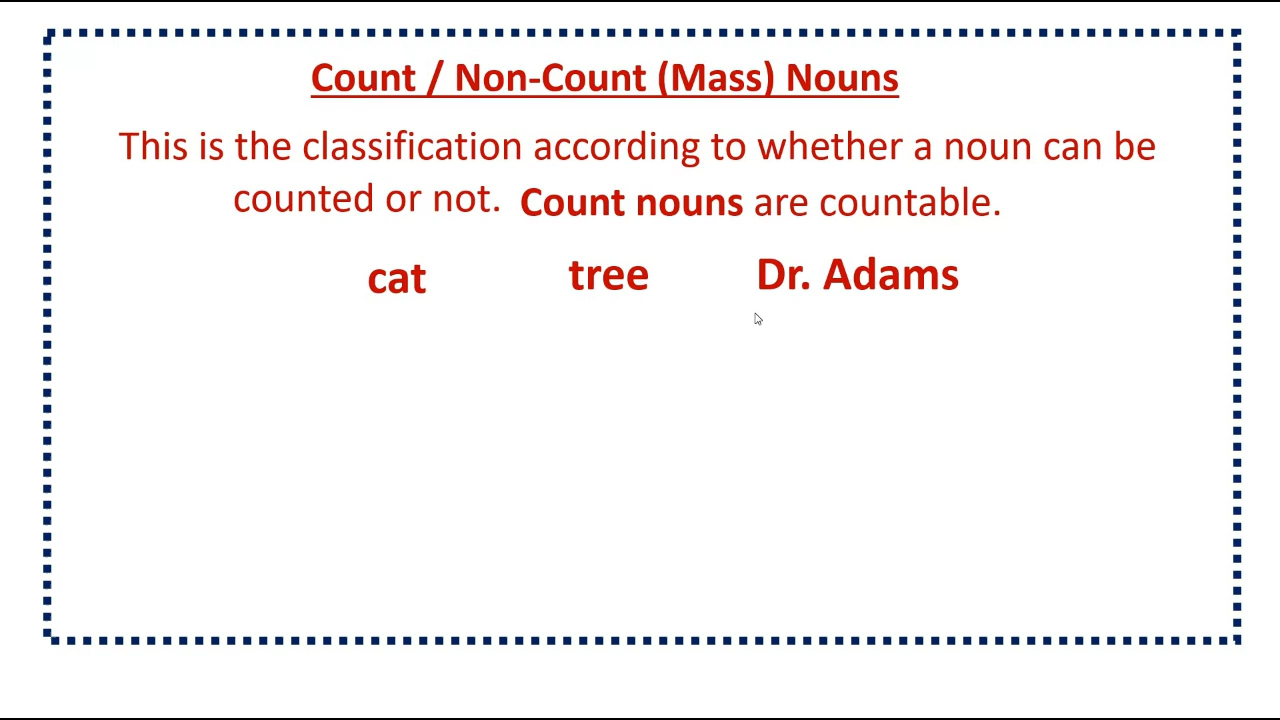 Count / Non-Count (Mass) Nouns
This is the classification according to whether a noun can be
counted or not. Count nouns are countable.
cat tree Dr. Adams